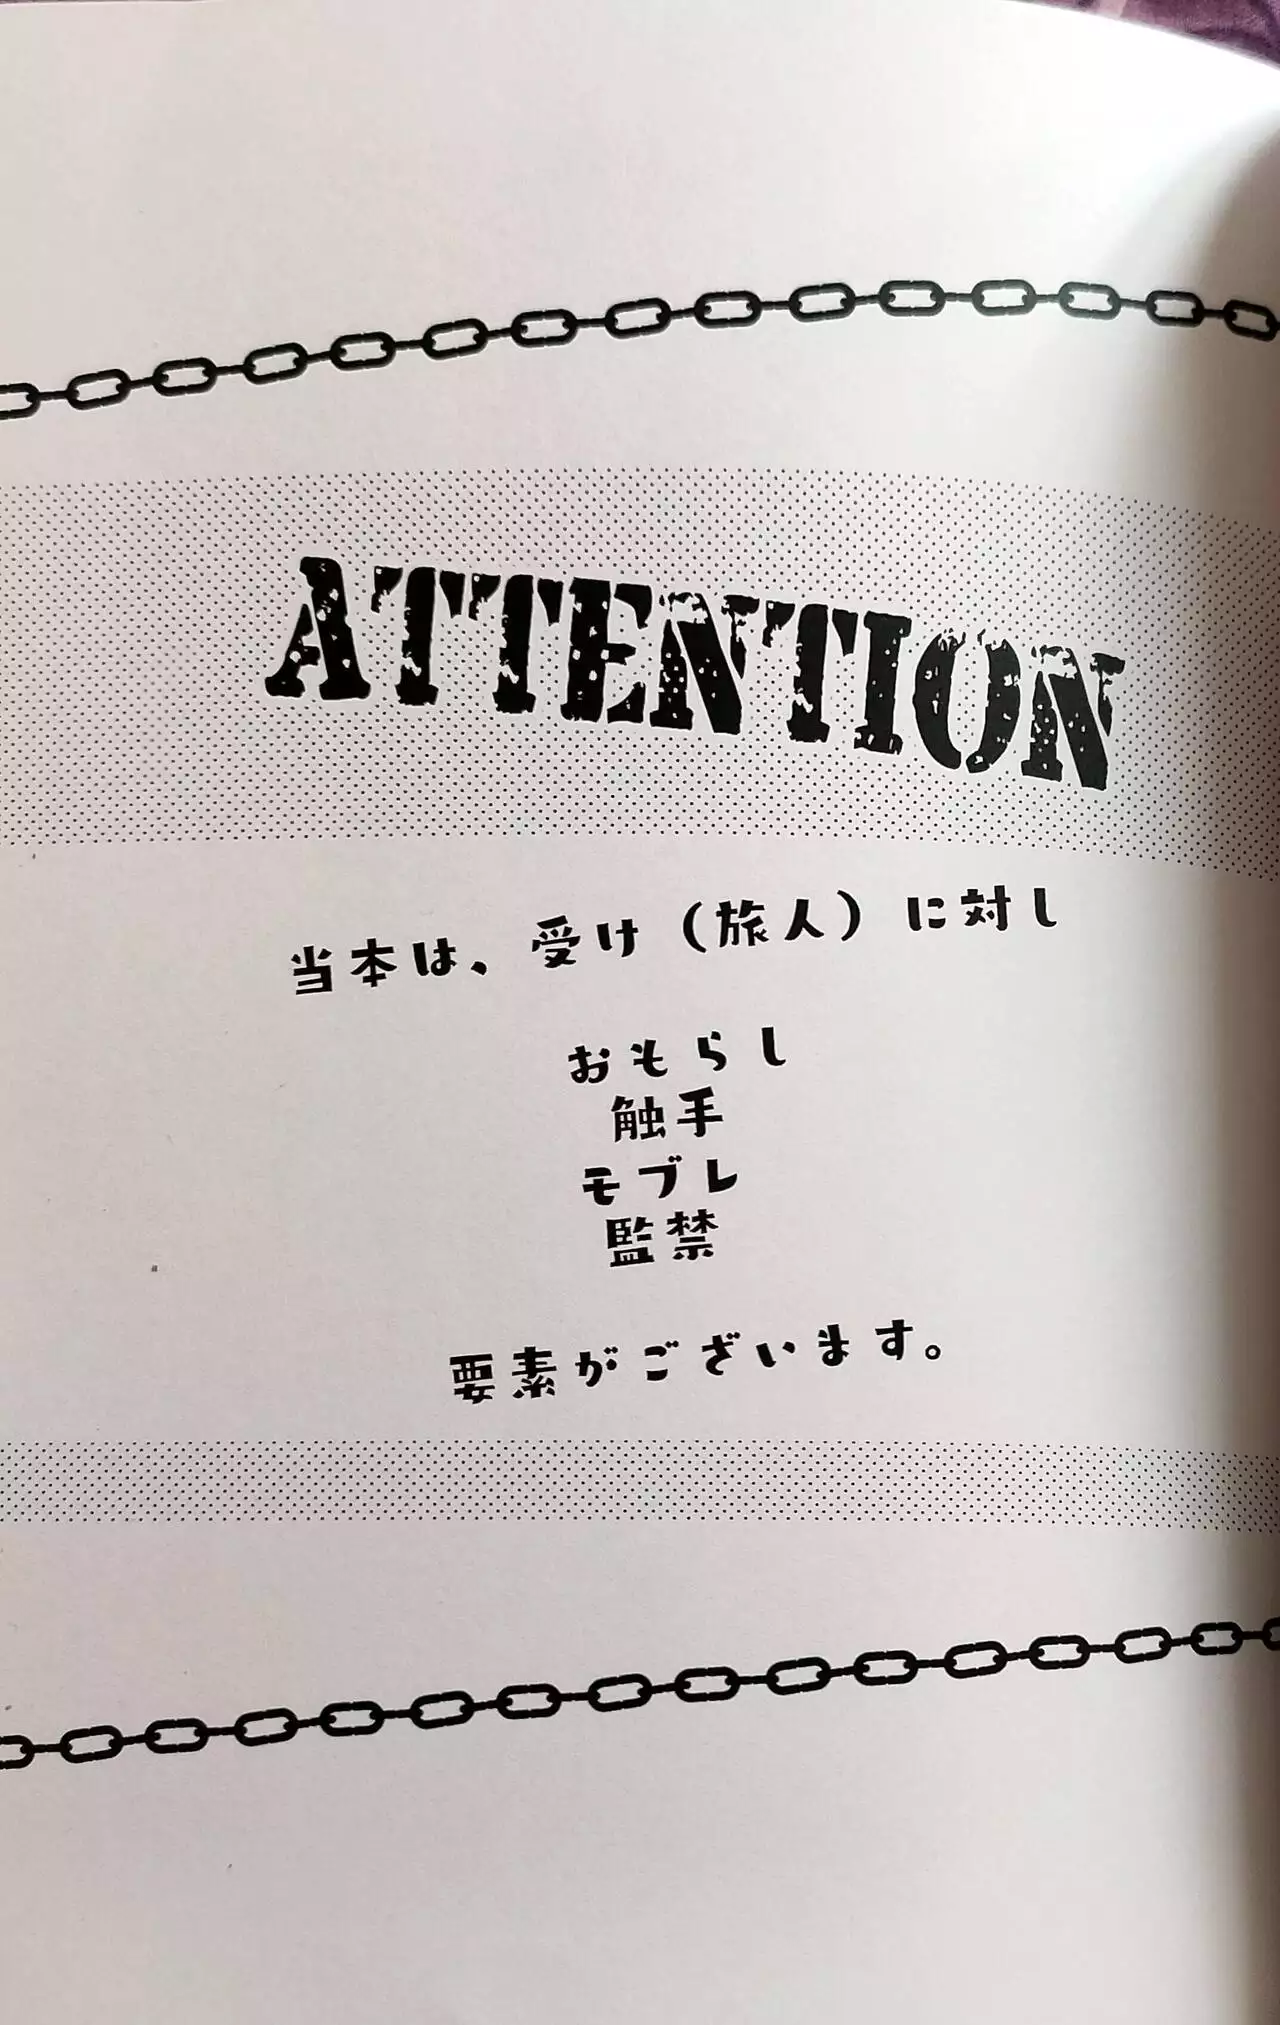 ATTENTION
当本は、受け（旅人）に対し
おもらし
触手
モブレ
監禁
要素がございます。